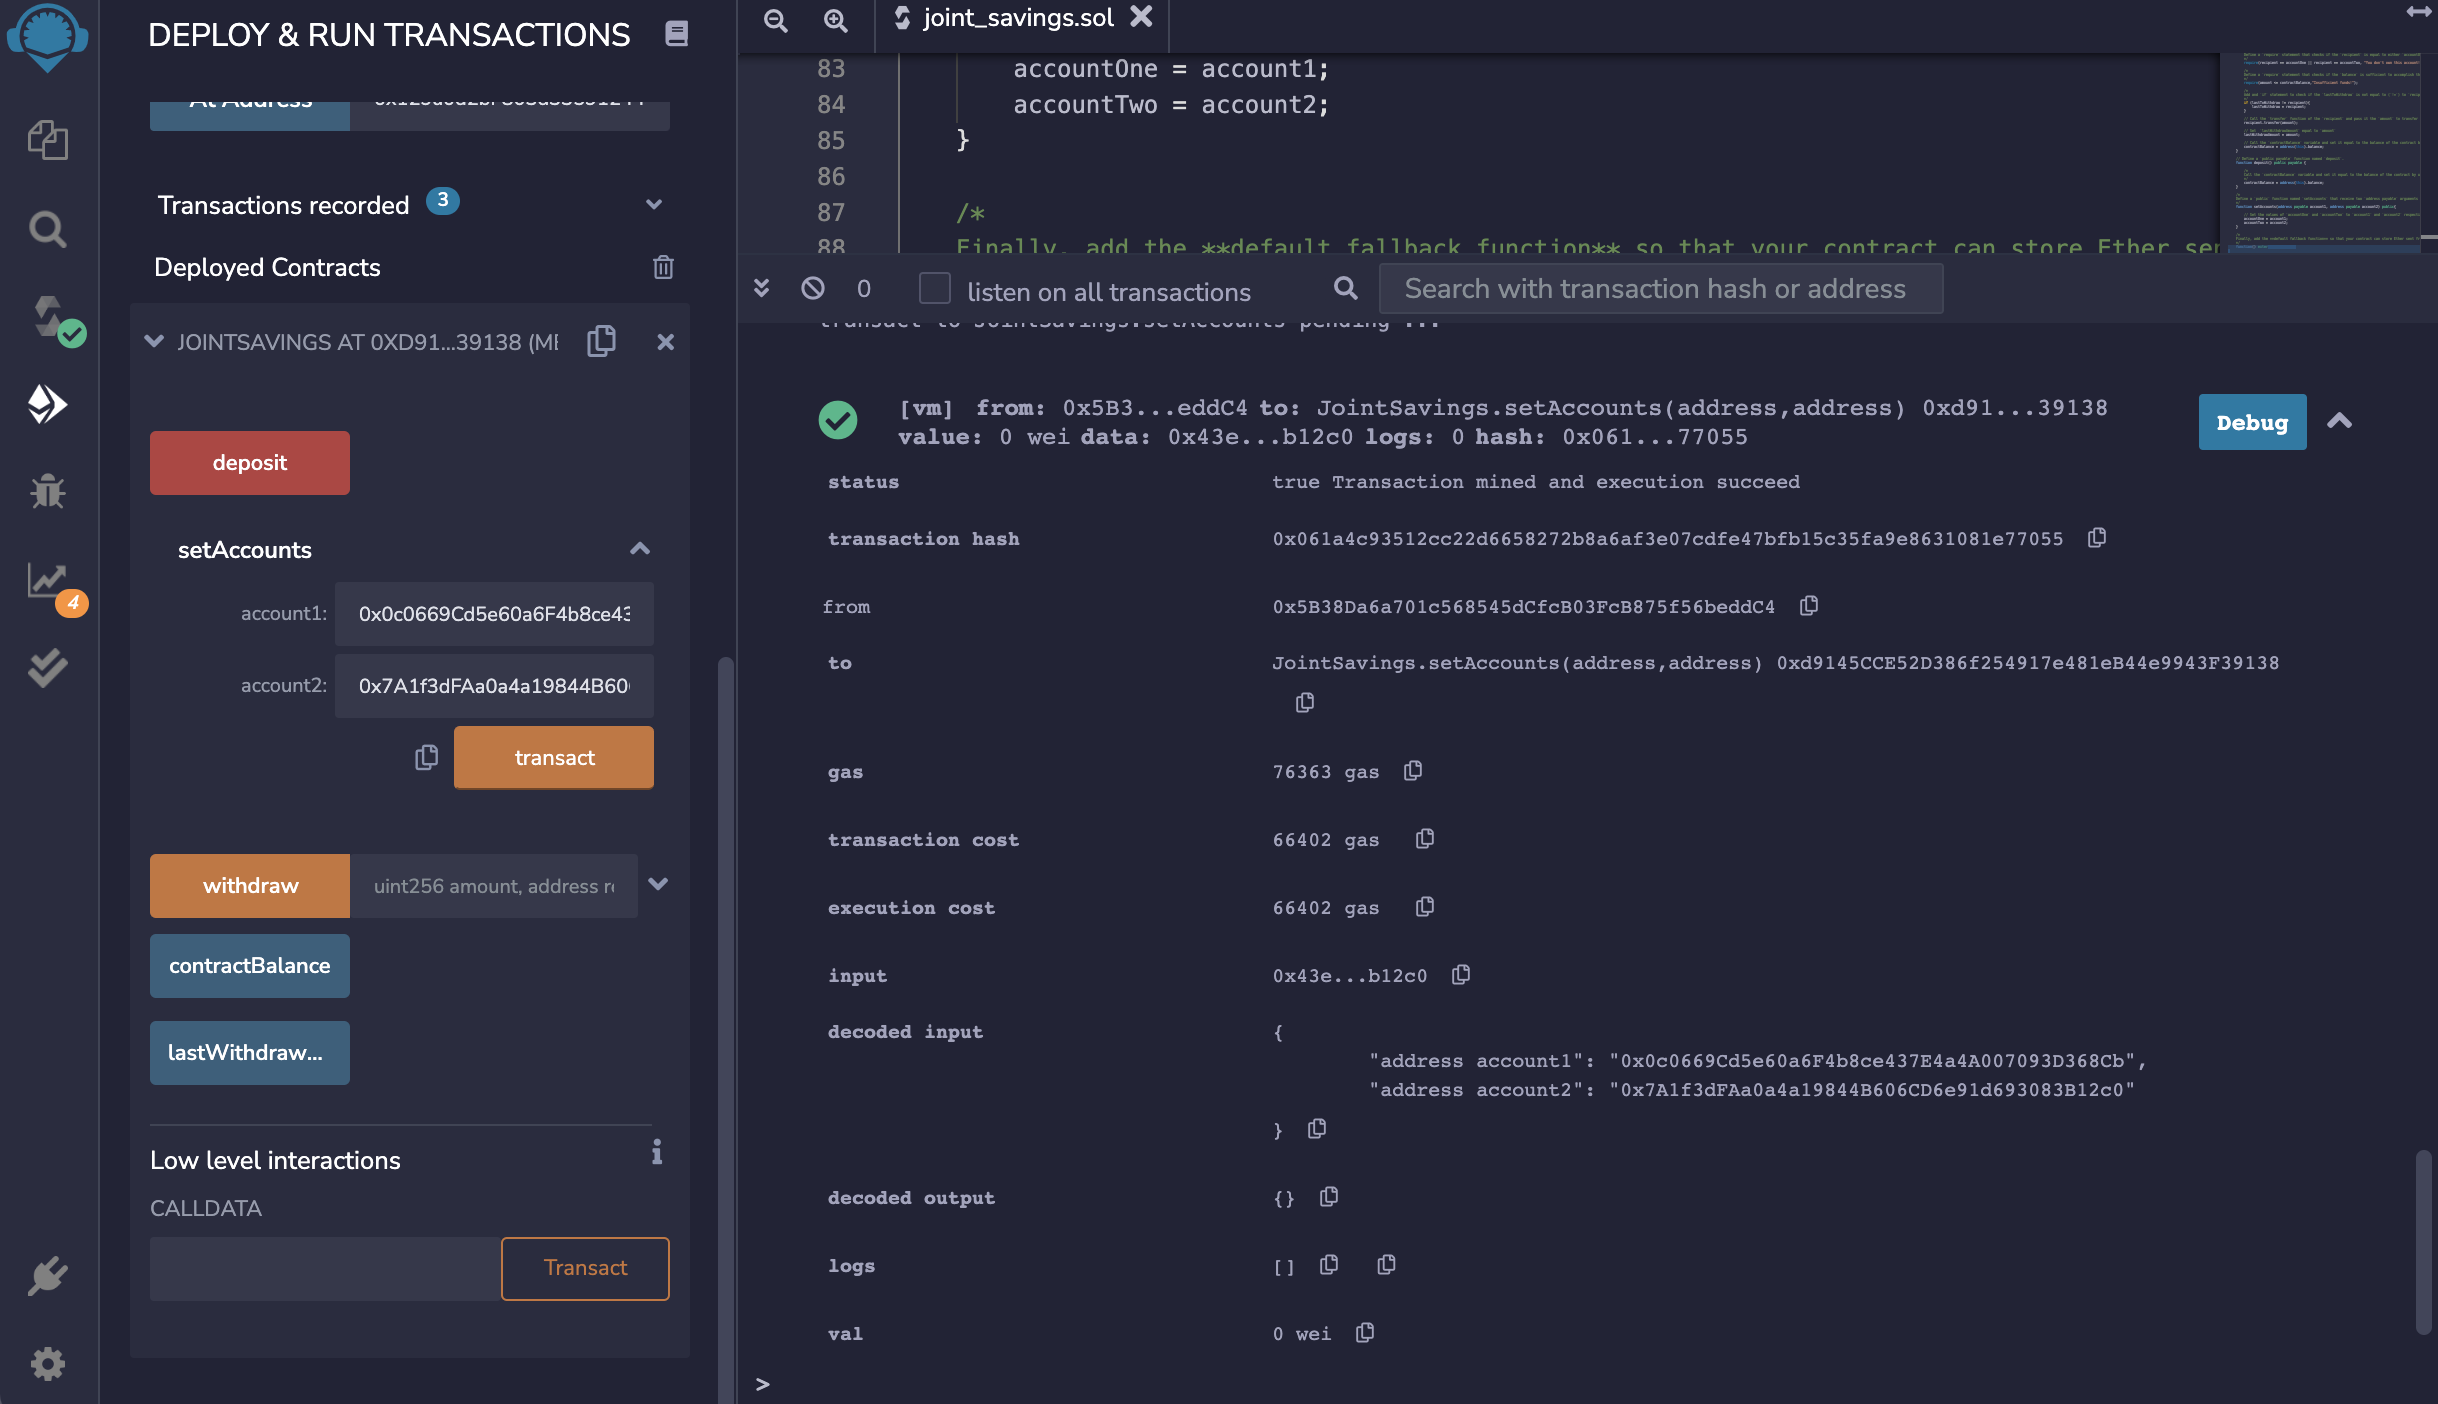 DEPLOY & RUN TRANSACTIONS
At Address
Transactions recorded 3
Deployed Contracts
JOINTSAVINGS AT 0XD91...39138 (ME
deposit
setAccounts
account1: 0x0c0669Cd5e60a6F4b8ce43
account2: 0x7A1f3dFAa0a4a19844B60
transact
withdraw uint256 amount, address re
contractBalance
lastWithdraw...
Low level interactions
i
CALLDATA
Transact
4
joint_savings.sol
83 accountOne = account1;
84 accountTwo = account2;
85 }
86
87 /*
88 Finally, add the **default fallback function** so that your contract can store Ether
0
listen on all transactions
Search with transaction hash or address
transact to JointSavings.setAccounts pending ...
[vm] from: 0x5B3...eddC4 to: JointSavings.setAccounts(address,address) 0xd91...39138
value: 0 wei data: 0x43e...b12c0 logs: 0 hash: 0x061...77055
Debug
status true Transaction mined and execution succeed
transaction hash 0x061a4c93512cc22d6658272b8a6af3e07cdfe47bfb15c35fa9e8631081e77055
from 0x5B38Da6a701c568545dCfcB03FcB875f56beddC4
to JointSavings.setAccounts(address,address) 0xd9145CCE52D386f254917e481eB44e9943F39138
gas 76363 gas
transaction cost 66402 gas
execution cost 66402 gas
input 0x43e...b12c0
decoded input {
"address account1": "0x0c0669Cd5e60a6F4b8ce437E4a4A007093D368Cb",
"address account2": "0x7A1f3dFAa0a4a19844B606CD6e91d693083B12c0"
}
decoded output {}
logs []
val 0 wei
>